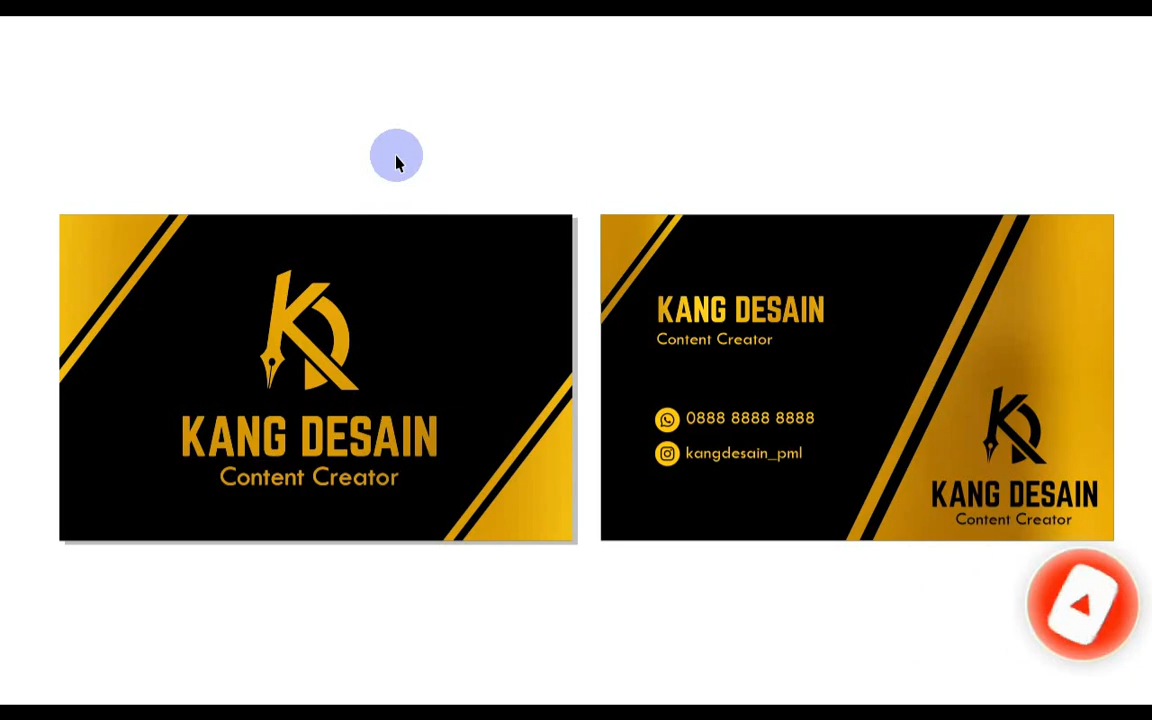 KANG DESAIN
Content Creator
KANG DESAIN
Content Creator
0888 8888 8888
kangdesain_pml
KANG DESAIN
Content Creator